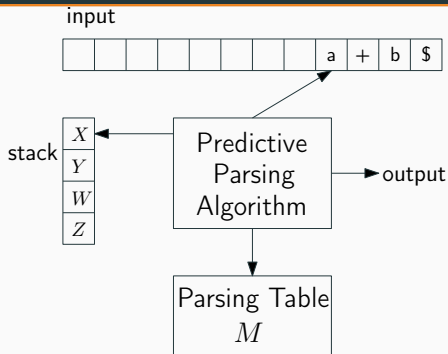 input
a + b $
stack
X
Y
W
Z
Predictive
Parsing
Algorithm
output
Parsing Table
M